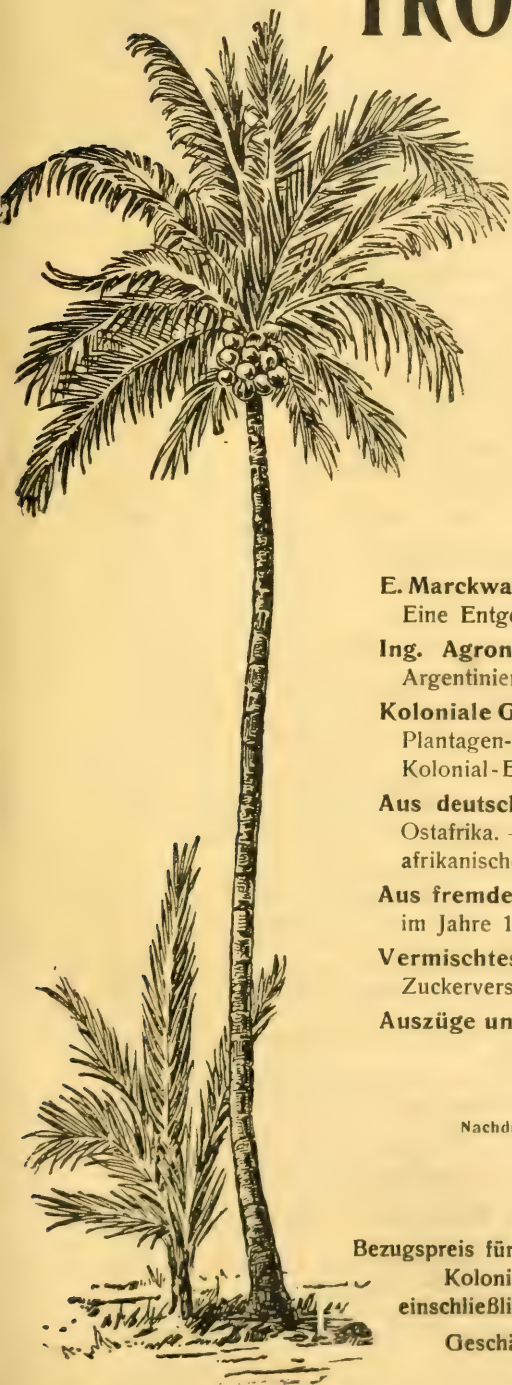 TRO
E. Marckwa
Eine Entge
Ing. Agron
Argentinier
Koloniale G
Plantagen-
Kolonial-E
Aus deutsch
Ostafrika. -
afrikanische
Aus fremde
im Jahre 1
Vermischtes
Zuckervers
Auszüge un
Nachdr
Bezugspreis für
Koloni
einschließli
Geschä